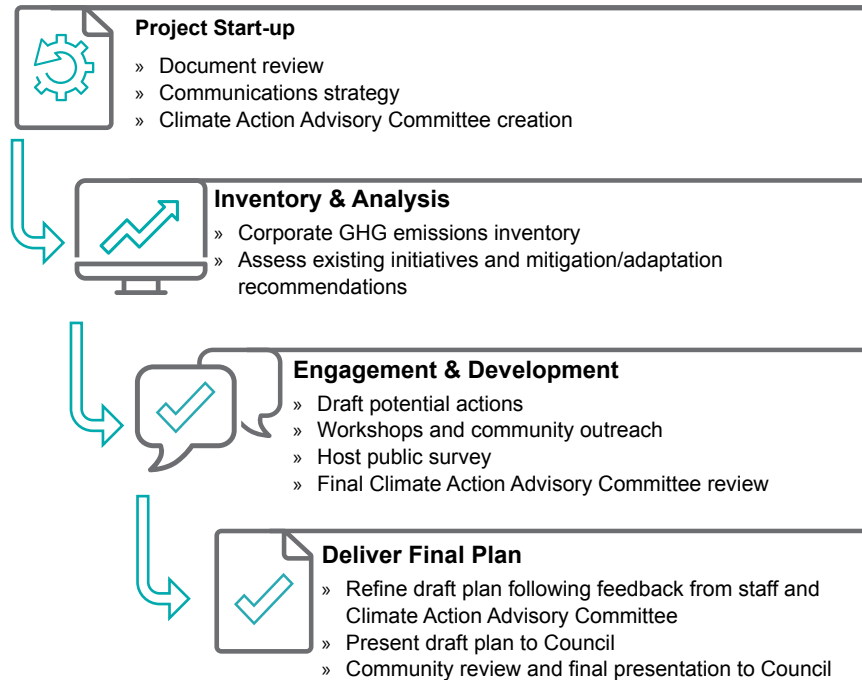 Project Start-up
» Document review
» Communications strategy
» Climate Action Advisory Committee creation
Inventory & Analysis
» Corporate GHG emissions inventory
» Assess existing initiatives and mitigation/adaptation
recommendations
Engagement & Development
» Draft potential actions
» Workshops and community outreach
» Host public survey
» Final Climate Action Advisory Committee review
Deliver Final Plan
» Refine draft plan following feedback from staff and
Climate Action Advisory Committee
» Present draft plan to Council
» Community review and final presentation to Council